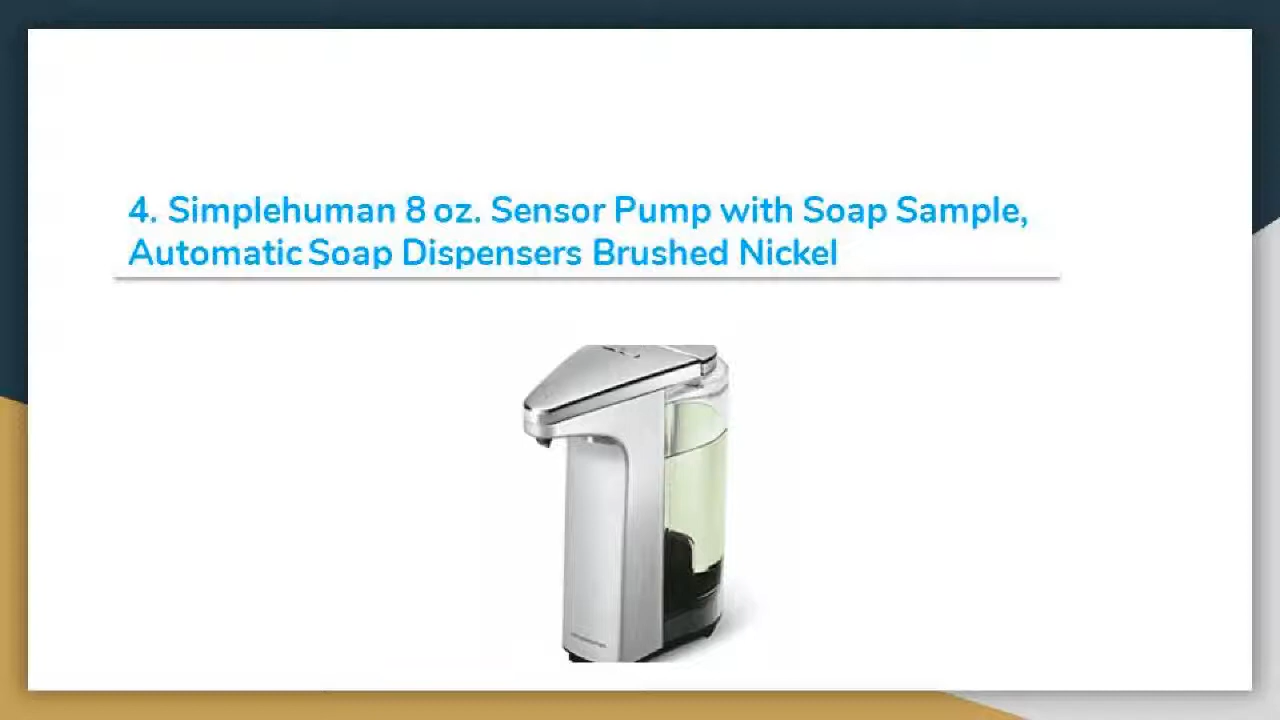 4. Simplehuman 8 oz. Sensor Pump with Soap Sample,
Automatic Soap Dispensers Brushed Nickel